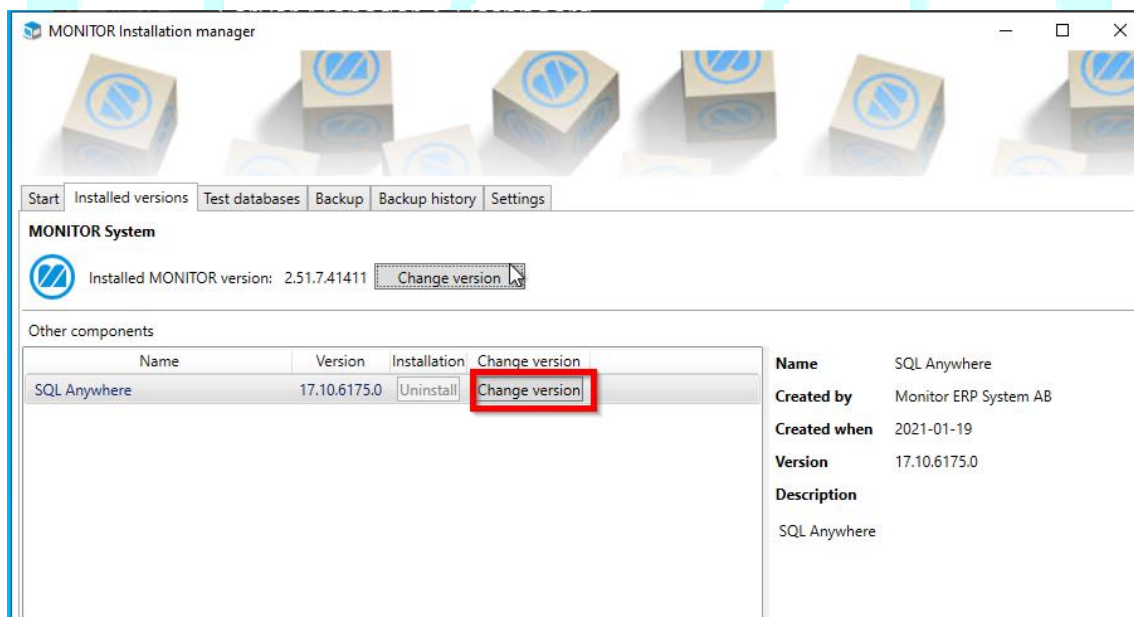 MONITOR Installation manager
Start Installed versions Test databases Backup Backup history Settings
MONITOR System
Installed MONITOR version: 2.51.7.41411 Change version
Other components
Name Version Installation Change version
SQL Anywhere 17.10.6175.0 Uninstall Change version
Name SQL Anywhere
Created by Monitor ERP System AB
Created when 2021-01-19
Version 17.10.6175.0
Description
SQL Anywhere